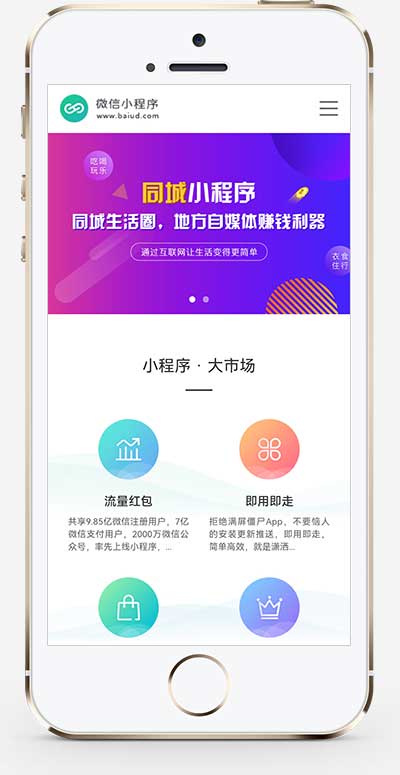 微信小程序
www.baiud.com
吃喝
玩乐
同城小程序
同城生活圈，地方自媒体赚钱利器
通过互联网让生活变得更简单
衣食
住行
小程序 · 大市场
流量红包
共享9.85亿微信注册用户，7亿
微信支付用户，2000万微信公
众号，率先上线小程序，...
即用即走
拒绝满屏僵尸App，不要恼人
的安装更新推送，即用即走，
简单高效，就是潇洒...